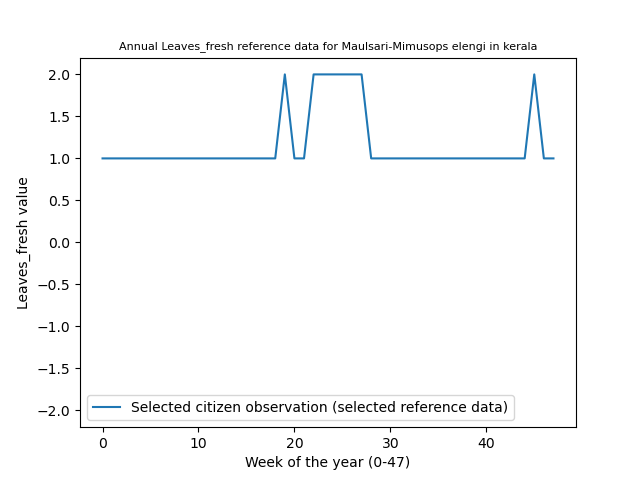 Annual Leaves_fresh reference data for Maulsari-Mimusops elengi in kerala
2.0
1.5
1.0
0.5
0.0
−0.5
−1.0
−1.5
−2.0
Leaves_fresh value
Selected citizen observation (selected reference data)
0 10 20 30 40
Week of the year (0-47)